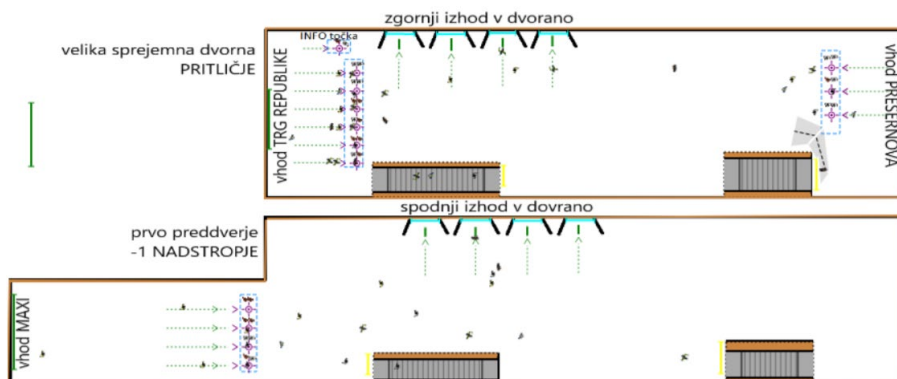 zgornji izhod v dvorano
INFO točka
velika sprejemna dvorna
PRITLIČJE
vhod TRG REPUBLIKE
vhod PREŠERNOVA
spodnji izhod v dovrano
prvo preddverje
-1 NADSTROPJE
vhod MAXI